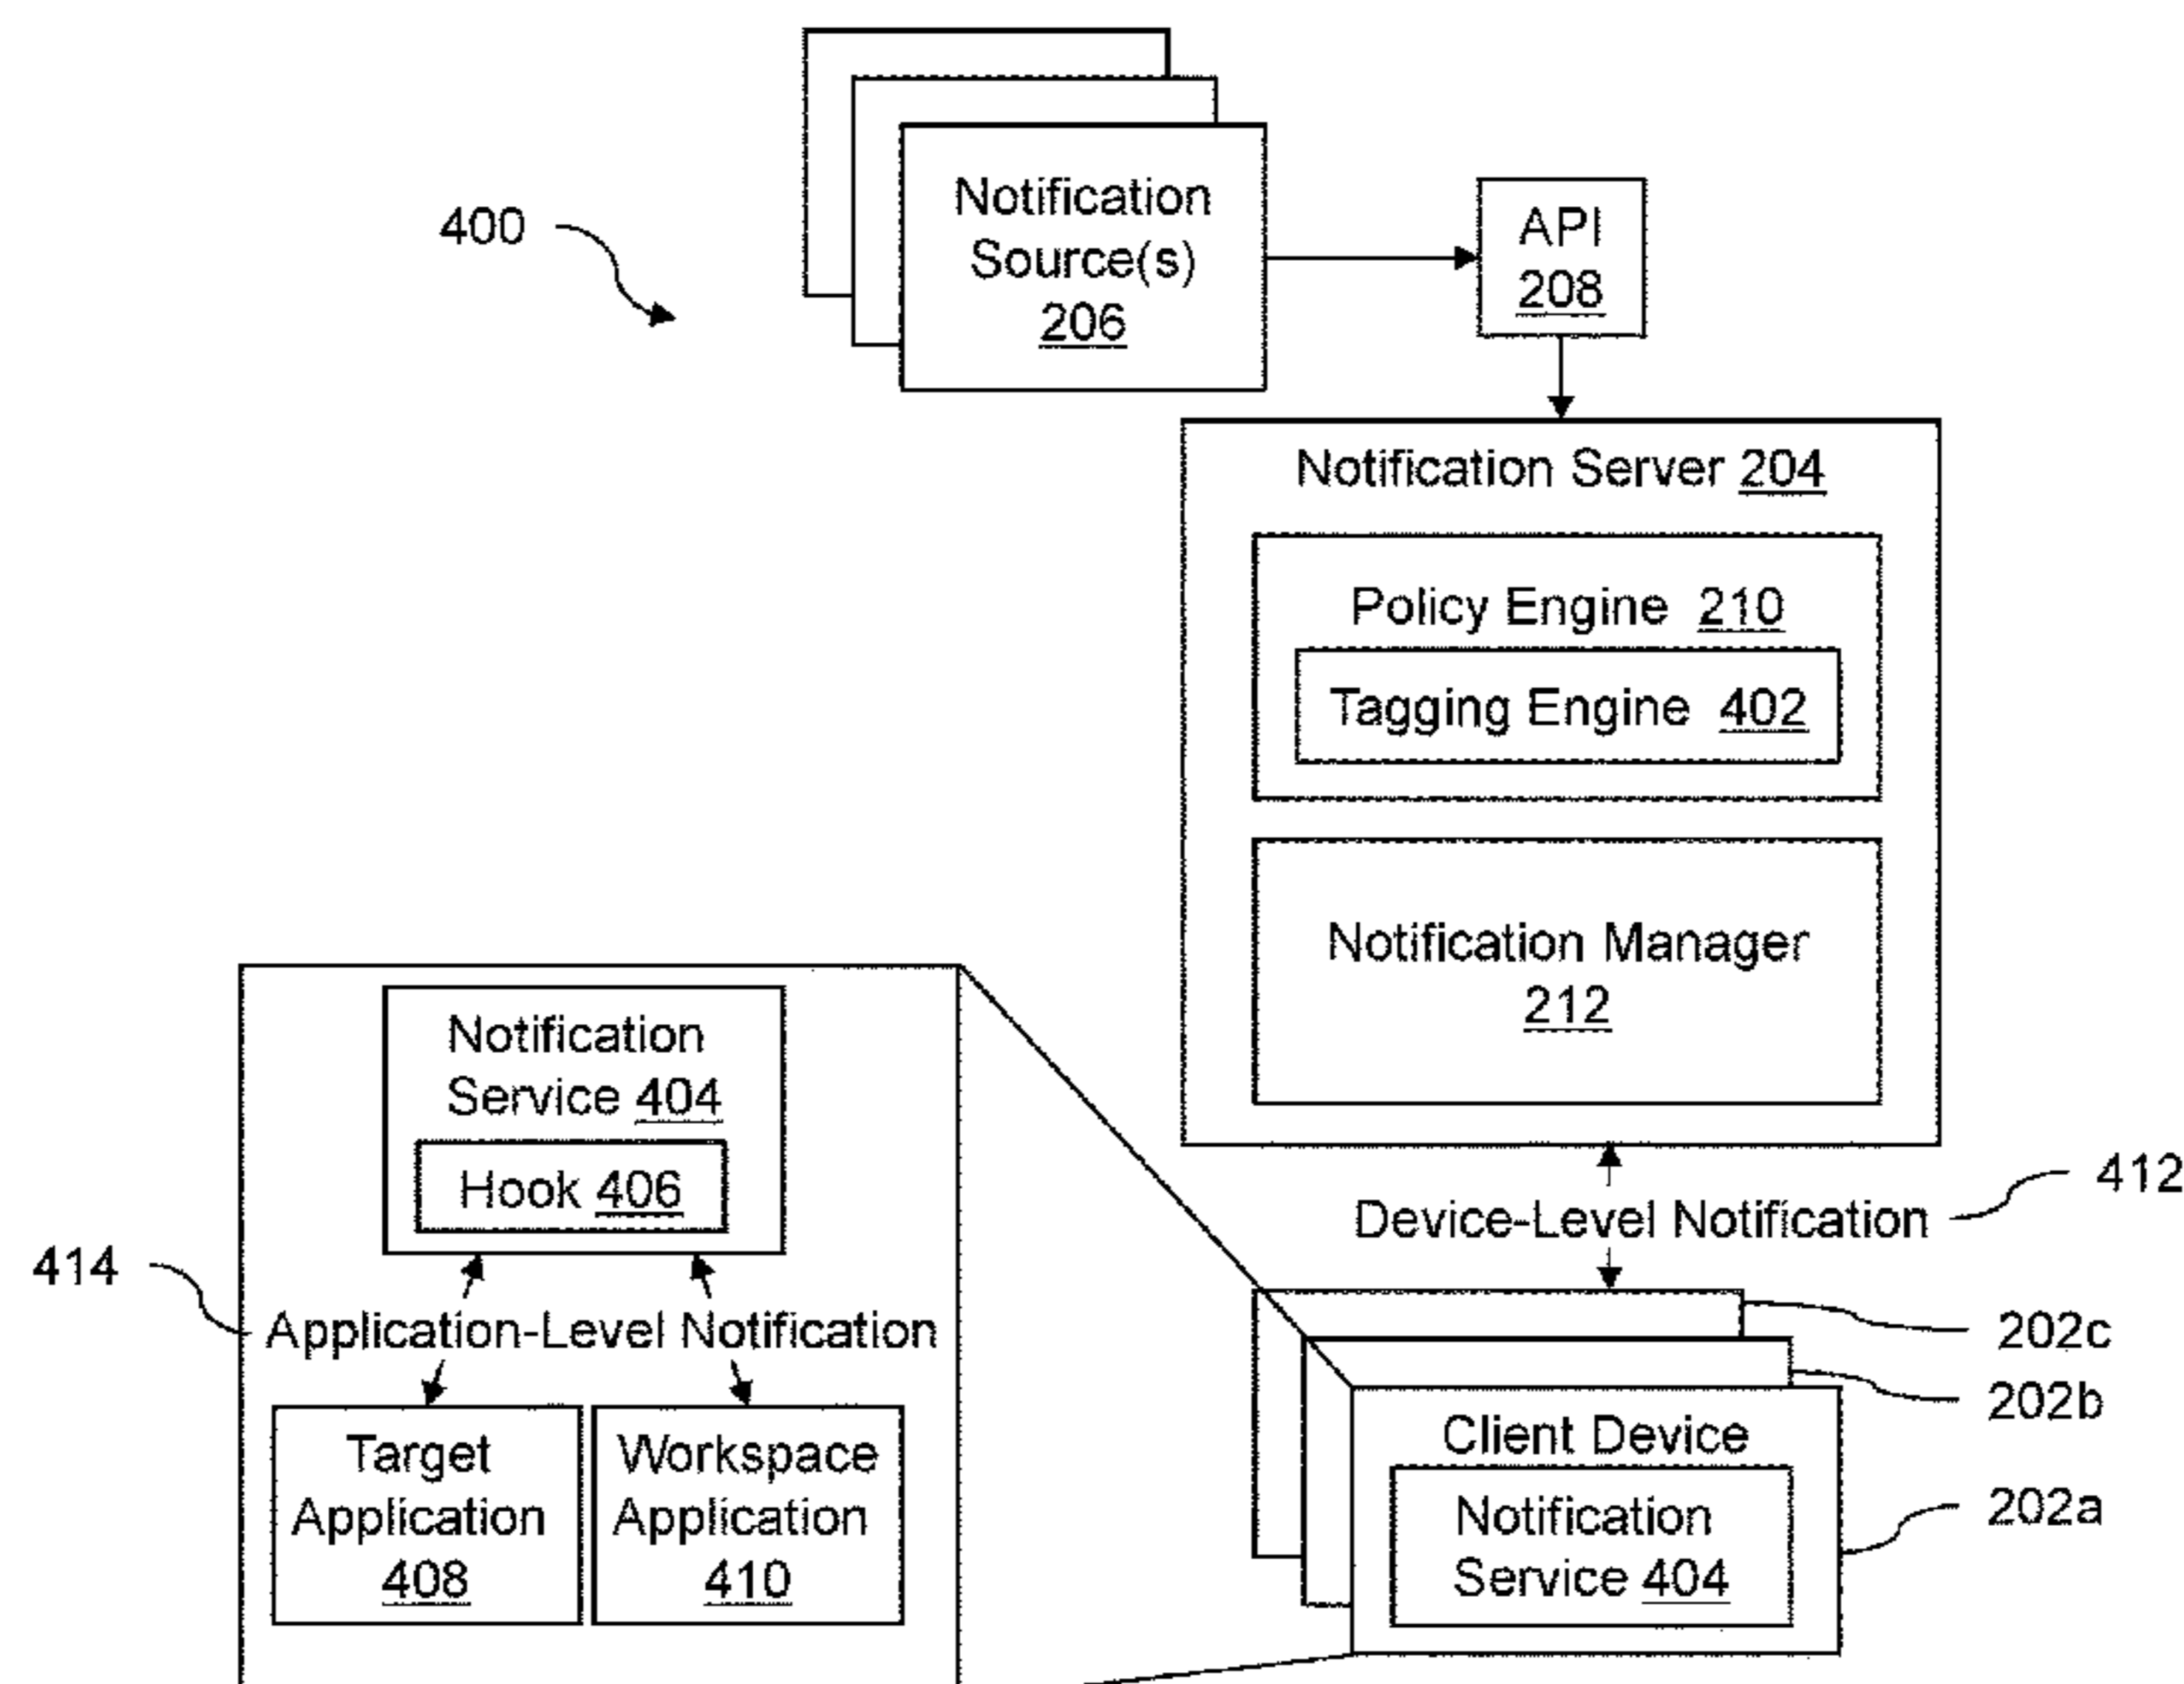 400
Notification
Source(s)
206
API
208
Notification Server 204
Policy Engine 210
Tagging Engine 402
Notification Manager
212
Notification
Service 404
Hook 406
414
Application-Level Notification
Target
Application
408
Workspace
Application
410
412
Device-Level Notification
202c
202b
Client Device
202a
Notification
Service 404